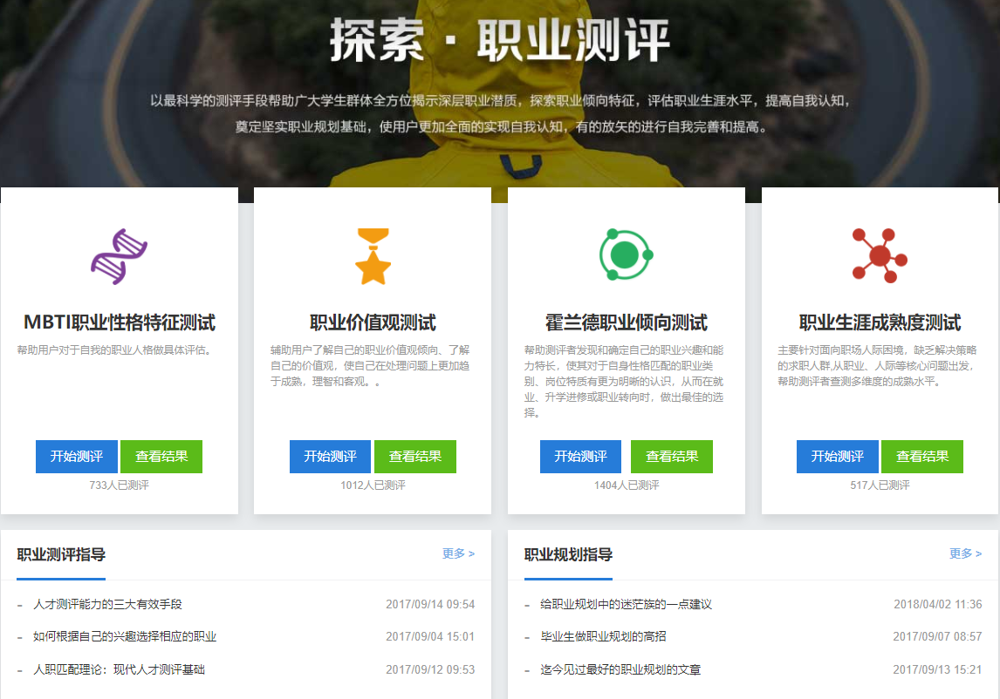 探索·职业测评
以最科学的测评手段帮助广大学生群体全方位揭示深层职业潜质，探索职业倾向特征，评估职业生涯水平，提高自我认知，
奠定坚实职业规划基础，使用户更加全面的实现自我认知，有的放矢的进行自我完善和提高。
MBTI职业性格特征测试
帮助用户对于自我的职业人格做具体评估。
开始测评 查看结果
733人已测评
职业价值观测试
辅助用户了解自己的职业价值观倾向、了解
自己的价值观，使自己在处理问题上更加趋
于成熟，理智和客观。。
开始测评 查看结果
1012人已测评
霍兰德职业倾向测试
帮助测评者发现和确定自己的职业兴趣和能
力特长，使其对于自身性格匹配的职业类
别、岗位特质有更为明晰的认识，从而在就
业、升学进修或职业转向时，做出最佳的选
择。
开始测评 查看结果
1404人已测评
职业生涯成熟度测试
主要针对面向职场人际困境，缺乏解决策略
的求职人群,从职业、人际等核心问题出发，
帮助测评者查测多维度的成熟水平。
开始测评 查看结果
517人已测评
职业测评指导 更多 >
- 人才测评能力的三大有效手段 2017/09/14 09:54
- 如何根据自己的兴趣选择相应的职业 2017/09/04 15:01
- 人职匹配理论：现代人才测评基础 2017/09/12 09:53
职业规划指导 更多 >
- 给职业规划中的迷茫族的一点建议 2018/04/02 11:36
- 毕业生做职业规划的高招 2017/09/07 08:57
- 迄今见过最好的职业规划的文章 2017/09/13 15:21